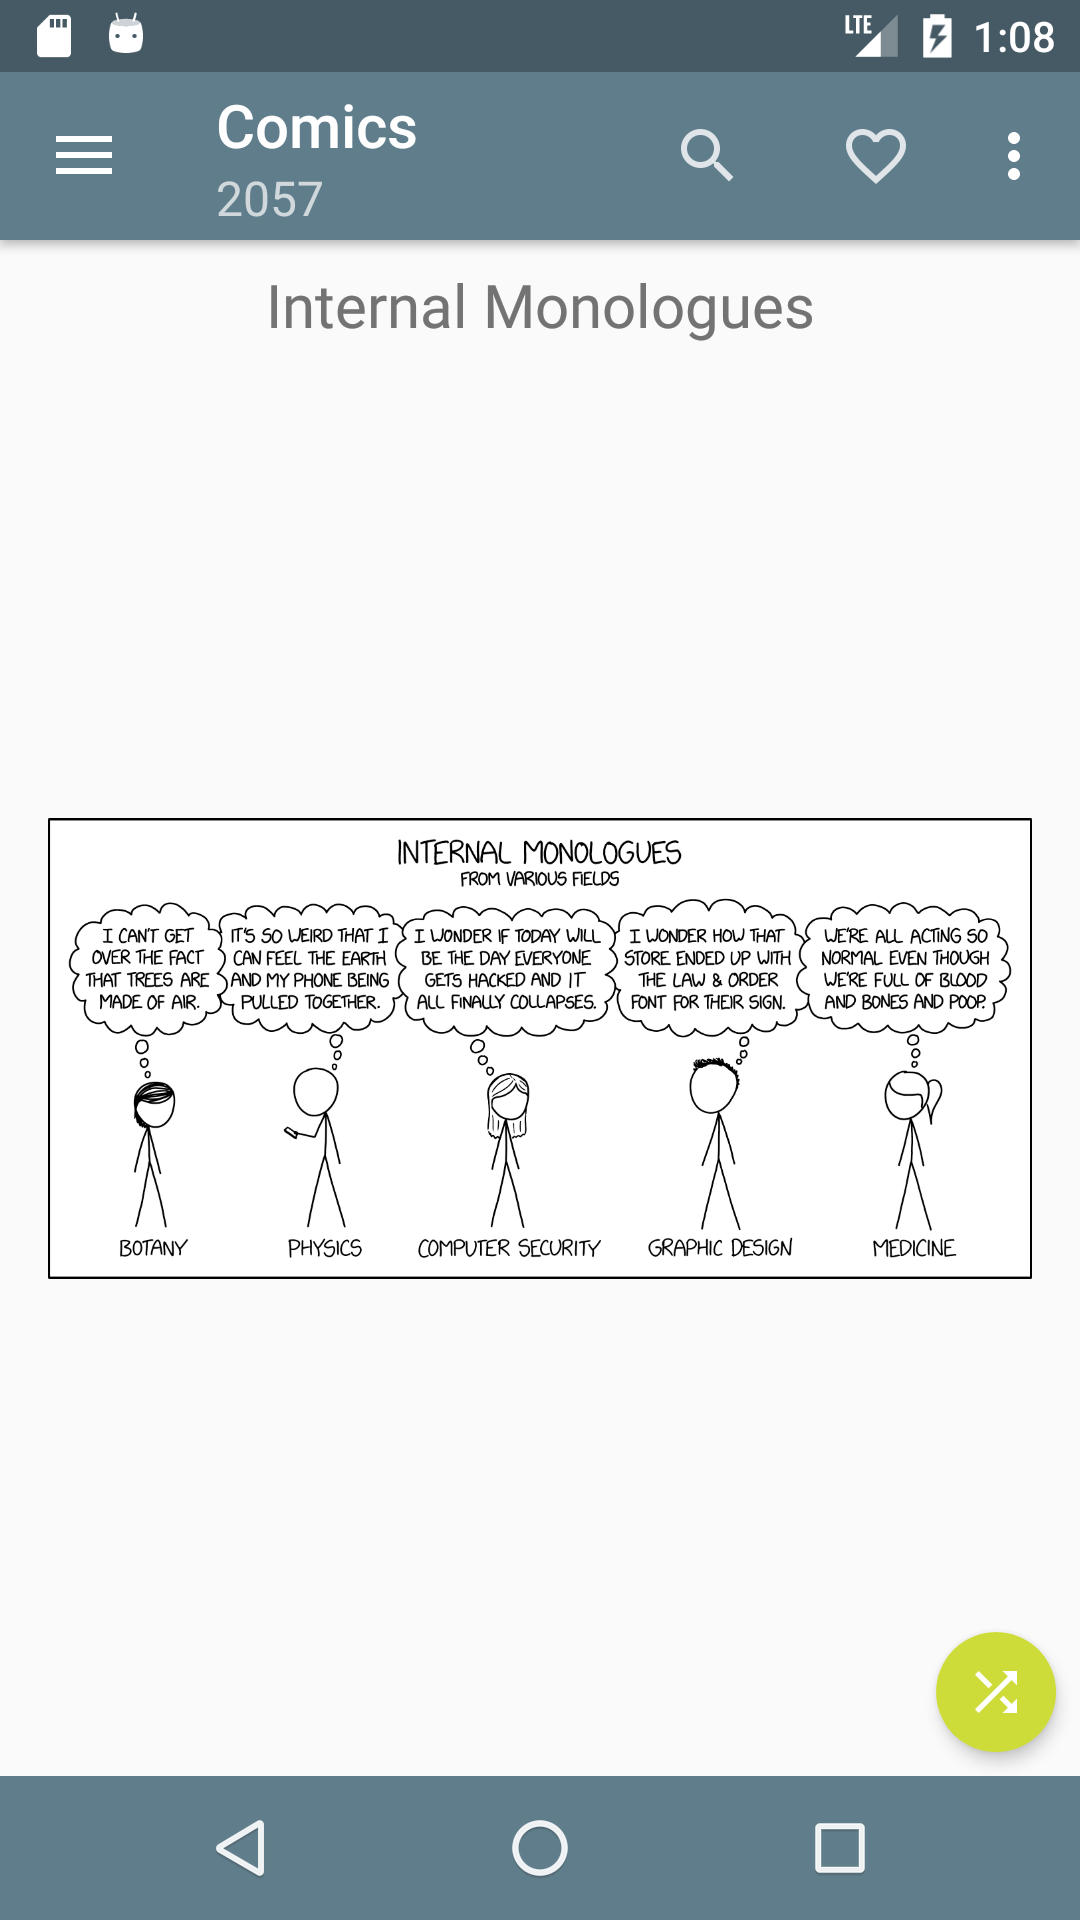 LTE 1:08
Comics
2057
Internal Monologues
INTERNAL MONOLOGUES
FROM VARIOUS FIELDS
I CAN'T GET
OVER THE FACT
THAT TREES ARE
MADE OF AIR.
IT'S SO WEIRD THAT I
CAN FEEL THE EARTH
AND MY PHONE BEING
PULLED TOGETHER.
I WONDER IF TODAY WILL
BE THE DAY EVERYONE
GETS HACKED AND IT
ALL FINALLY COLLAPSES.
I WONDER HOW THAT
STORE ENDED UP WITH
THE LAW & ORDER
FONT FOR THEIR SIGN.
WE'RE ALL ACTING SO
NORMAL EVEN THOUGH
WE'RE FULL OF BLOOD
AND BONES AND POOP.
BOTANY
PHYSICS
COMPUTER SECURITY
GRAPHIC DESIGN
MEDICINE